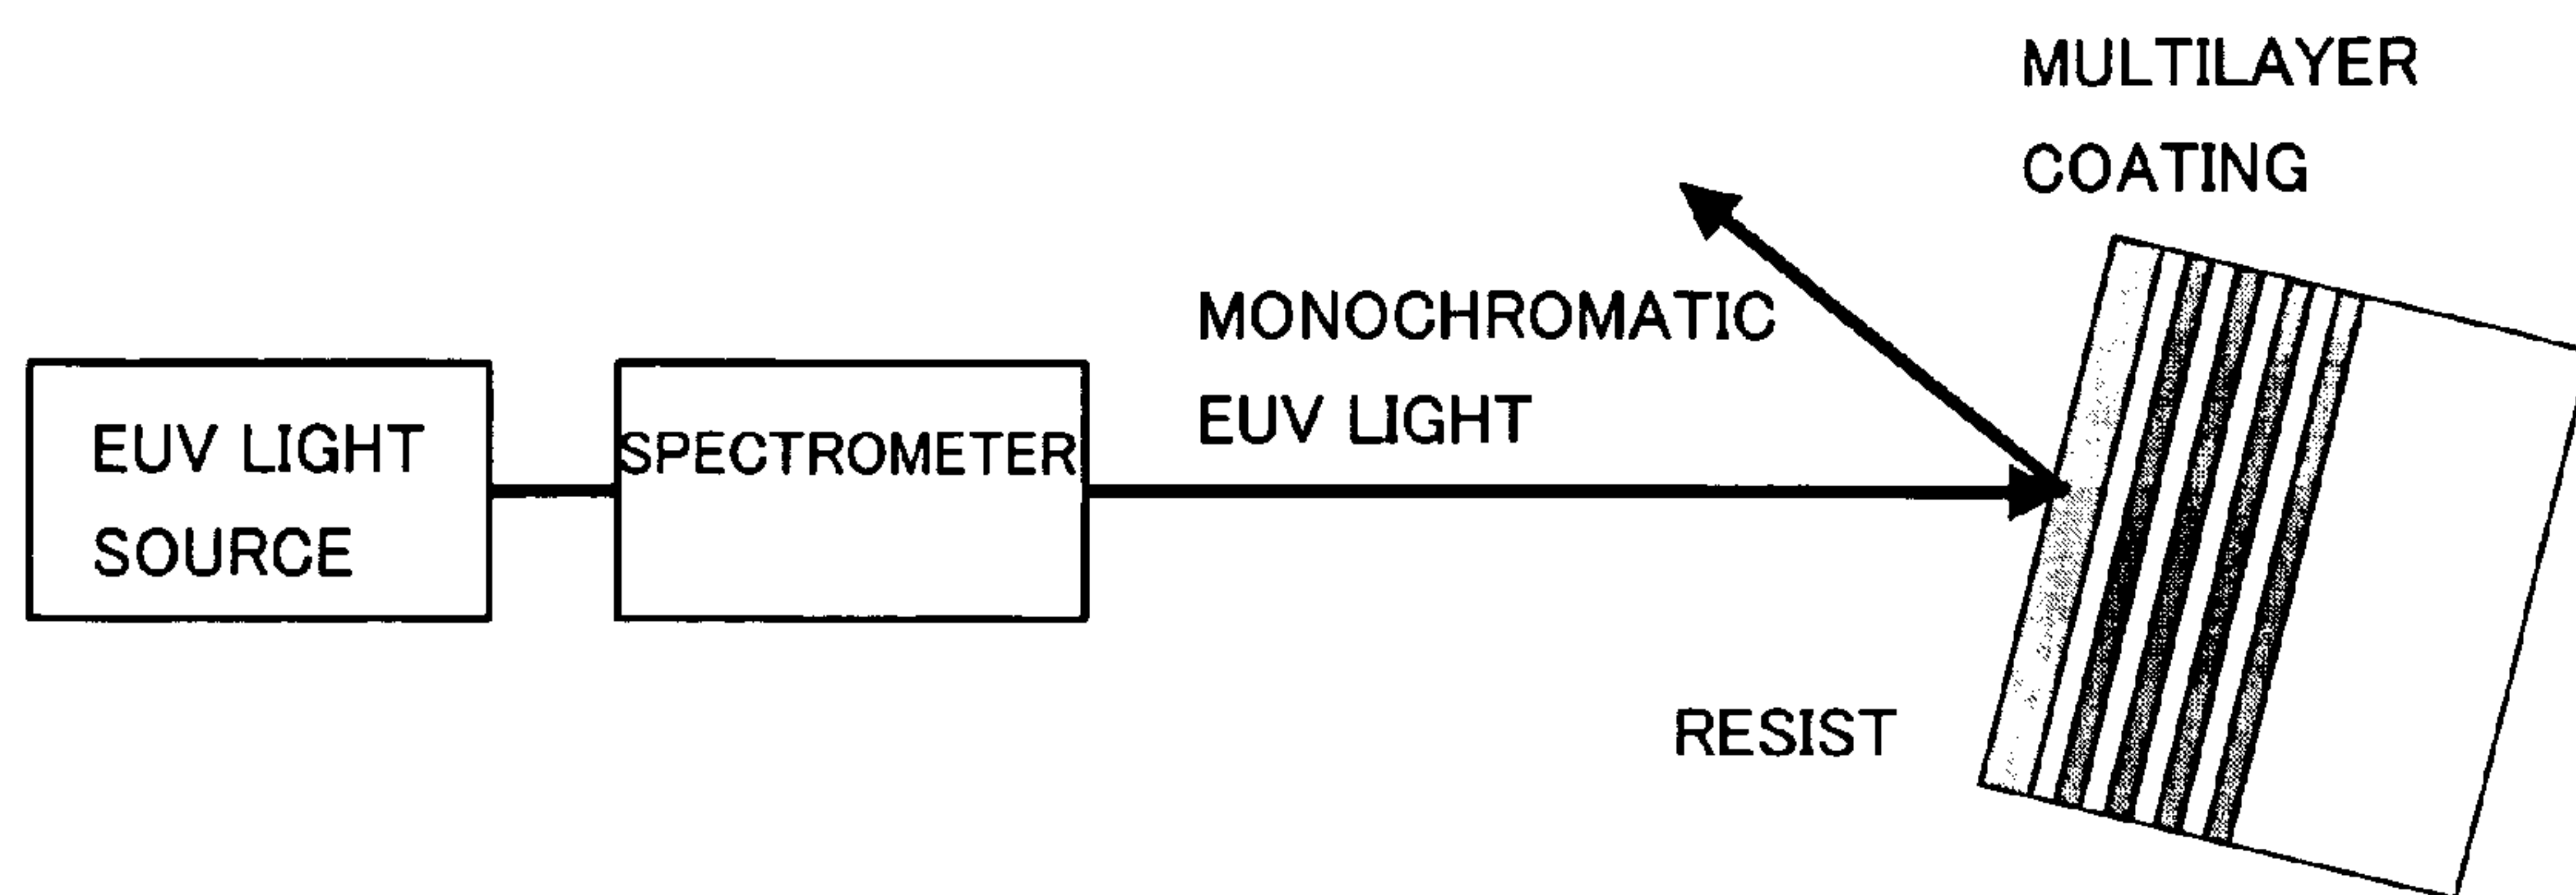 MULTILAYER
COATING
MONOCHROMATIC
EUV LIGHT
EUV LIGHT
SOURCE
SPECTROMETER
RESIST